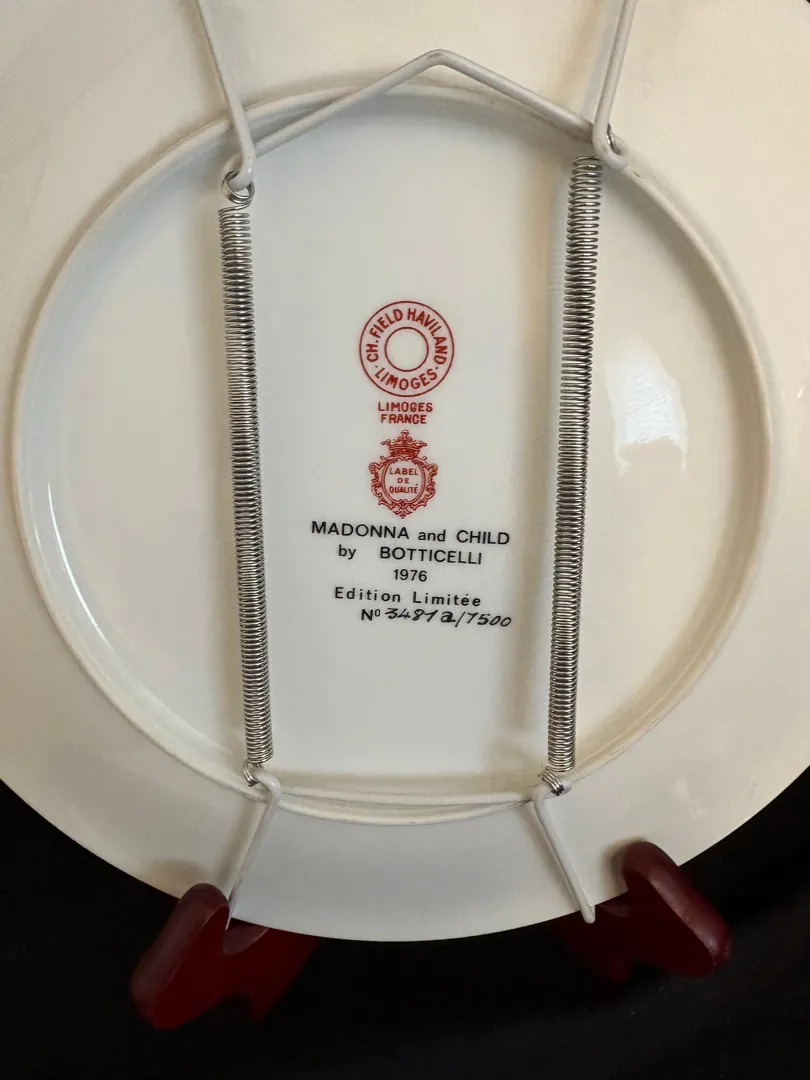 CH. FIELD HAVILAND
· LIMOGES ·
LIMOGES
FRANCE
LABEL
DE
QUALITÉ
MADONNA and CHILD
by BOTTICELLI
1976
Edition Limitée
Nº 3481a/7500